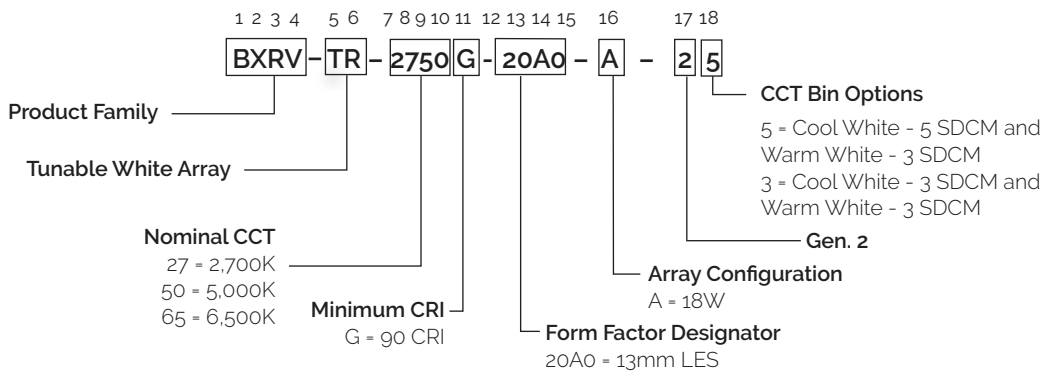 1 2 3 4 5 6 7 8 9 10 11 12 13 14 15 16 17 18
BXRV – TR – 2750 G - 20A0 – A – 2 5
Product Family
Tunable White Array
Nominal CCT
27 = 2,700K
50 = 5,000K
65 = 6,500K
Minimum CRI
G = 90 CRI
Form Factor Designator
20A0 = 13mm LES
Array Configuration
A = 18W
Gen. 2
CCT Bin Options
5 = Cool White - 5 SDCM and
Warm White - 3 SDCM
3 = Cool White - 3 SDCM and
Warm White - 3 SDCM